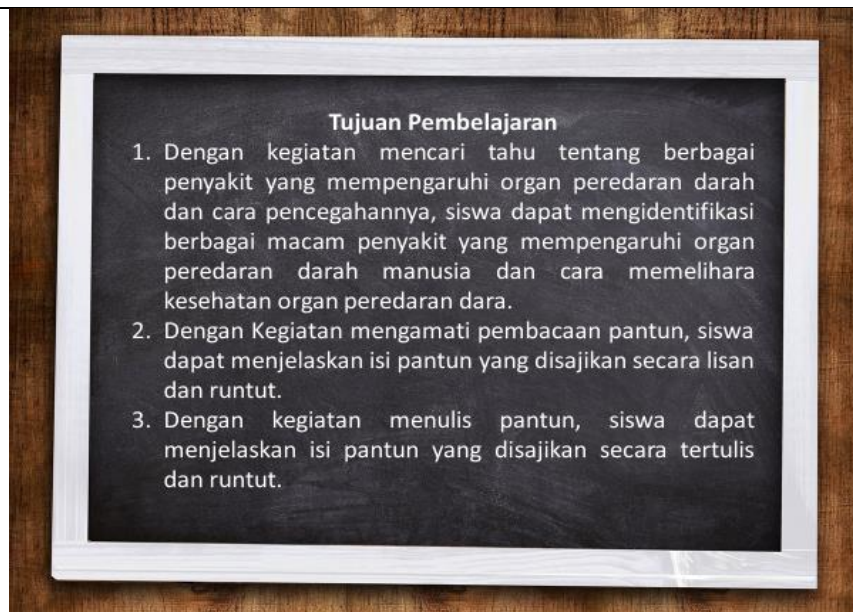 Tujuan Pembelajaran
1. Dengan kegiatan mencari tahu tentang berbagai
penyakit yang mempengaruhi organ peredaran darah
dan cara pencegahannya, siswa dapat mengidentifikasi
berbagai macam penyakit yang mempengaruhi organ
peredaran darah manusia dan cara memelihara
kesehatan organ peredaran dara.
2. Dengan Kegiatan mengamati pembacaan pantun, siswa
dapat menjelaskan isi pantun yang disajikan secara lisan
dan runtut.
3. Dengan kegiatan menulis pantun, siswa dapat
menjelaskan isi pantun yang disajikan secara tertulis
dan runtut.